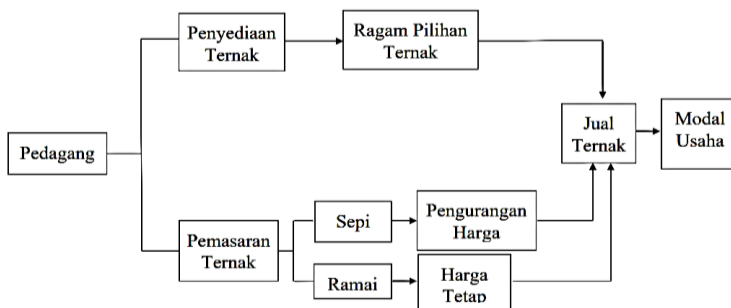 Penyediaan
Ternak
Ragam Pilihan
Ternak
Pedagang
Jual
Ternak
Modal
Usaha
Pemasaran
Ternak
Sepi
Pengurangan
Harga
Ramai
Harga
Tetap